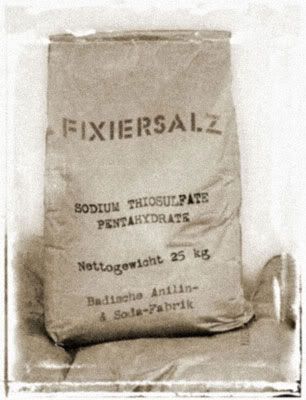 FIXIERSALZ
SODIUM THIOSULFATE
PENTAHYDRATE
Nettogewicht 25 kg
Badische Anilin-
& Soda-Fabrik